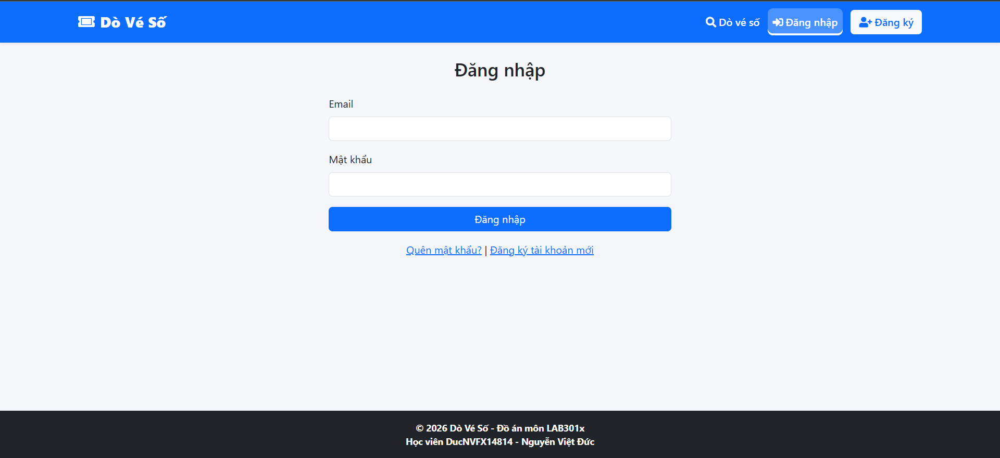 Dò Vé Số
Dò vé số
Đăng nhập
Đăng ký
Đăng nhập
Email
Mật khẩu
Đăng nhập
Quên mật khẩu? | Đăng ký tài khoản mới
© 2026 Dò Vé Số - Đồ án môn LAB301x
Học viên DucNVFX14814 - Nguyễn Việt Đức